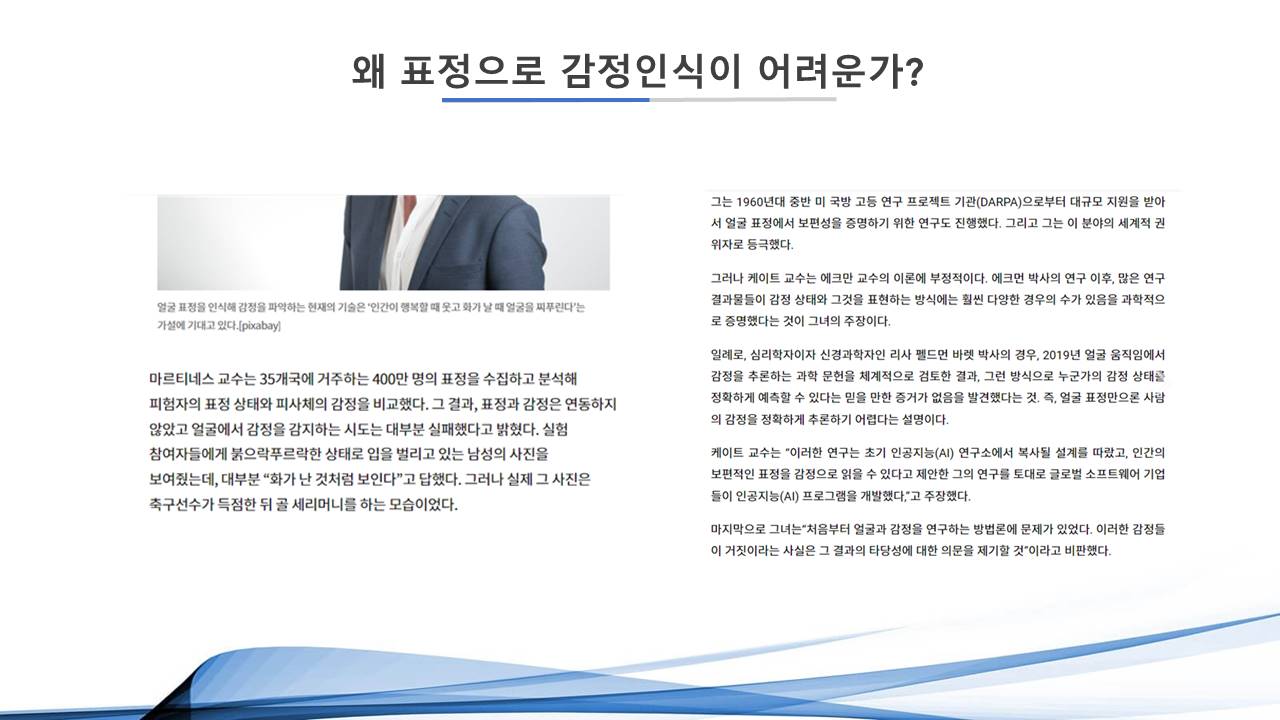 왜 표정으로 감정인식이 어려운가?
얼굴 표정을 인식해 감정을 파악하는 현재의 기술은 ‘인간이 행복할 때 웃고 화가 날 때 얼굴을 찌푸린다’는
가설에 기대고 있다.[pixabay]
마르티네스 교수는 35개국에 거주하는 400만 명의 표정을 수집하고 분석해
피험자의 표정 상태와 피사체의 감정을 비교했다. 그 결과, 표정과 감정은 연동하지
않았고 얼굴에서 감정을 감지하는 시도는 대부분 실패했다고 밝혔다. 실험
참여자들에게 붉으락푸르락한 상태로 입을 벌리고 있는 남성의 사진을
보여줬는데, 대부분 “화가 난 것처럼 보인다”고 답했다. 그러나 실제 그 사진은
축구선수가 득점한 뒤 골 세리머니를 하는 모습이었다.
그는 1960년대 중반 미 국방 고등 연구 프로젝트 기관(DARPA)으로부터 대규모 지원을 받아
서 얼굴 표정에서 보편성을 증명하기 위한 연구도 진행했다. 그리고 그는 이 분야의 세계적 권
위자로 등극했다.
그러나 케이트 교수는 에크만 교수의 이론에 부정적이다. 에크먼 박사의 연구 이후, 많은 연구
결과물들이 감정 상태와 그것을 표현하는 방식에는 훨씬 다양한 경우의 수가 있음을 과학적으
로 증명했다는 것이 그녀의 주장이다.
일례로, 심리학자이자 신경과학자인 리사 펠드먼 바렛 박사의 경우, 2019년 얼굴 움직임에서
감정을 추론하는 과학 문헌을 체계적으로 검토한 결과, 그런 방식으로 누군가의 감정 상태를
정확하게 예측할 수 있다는 믿을 만한 증거가 없음을 발견했다는 것. 즉, 얼굴 표정만으론 사람
의 감정을 정확하게 추론하기 어렵다는 설명이다.
케이트 교수는 “이러한 연구는 초기 인공지능(AI) 연구소에서 복사될 설계를 따랐고, 인간의
보편적인 표정을 감정으로 읽을 수 있다고 제안한 그의 연구를 토대로 글로벌 소프트웨어 기업
들이 인공지능(AI) 프로그램을 개발했다,”고 주장했다.
마지막으로 그녀는“처음부터 얼굴과 감정을 연구하는 방법론에 문제가 있었다. 이러한 감정들
이 거짓이라는 사실은 그 결과의 타당성에 대한 의문을 제기할 것”이라고 비판했다.